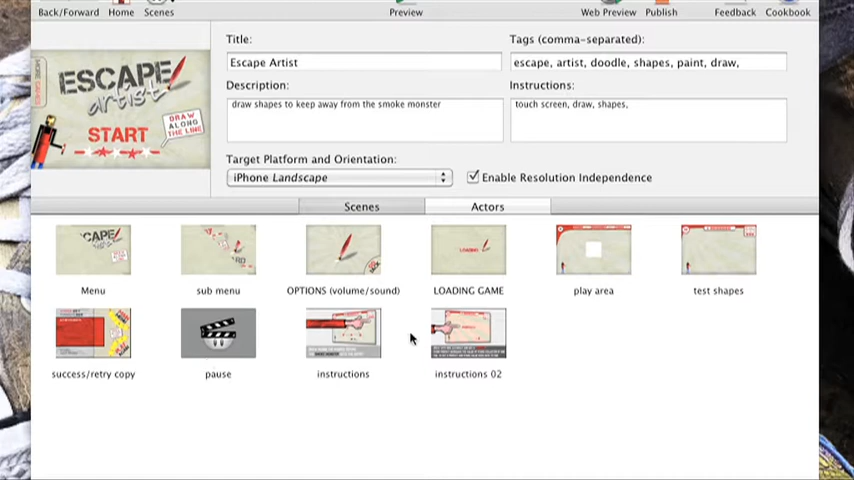 Back/Forward Home Scenes Preview Web Preview Publish Feedback Cookbook
Title:
Escape Artist
Tags (comma-separated):
escape, artist, doodle, shapes, paint, draw,
Description:
draw shapes to keep away from the smoke monster
Instructions:
touch screen, draw, shapes,
MORE GAMES
ESCAPE
artist
START
DRAW
ALONG
THE LINE
Target Platform and Orientation:
iPhone Landscape
Enable Resolution Independence
Scenes Actors
Menu sub menu OPTIONS (volume/sound) LOADING GAME play area test shapes
success/retry copy pause instructions instructions 02